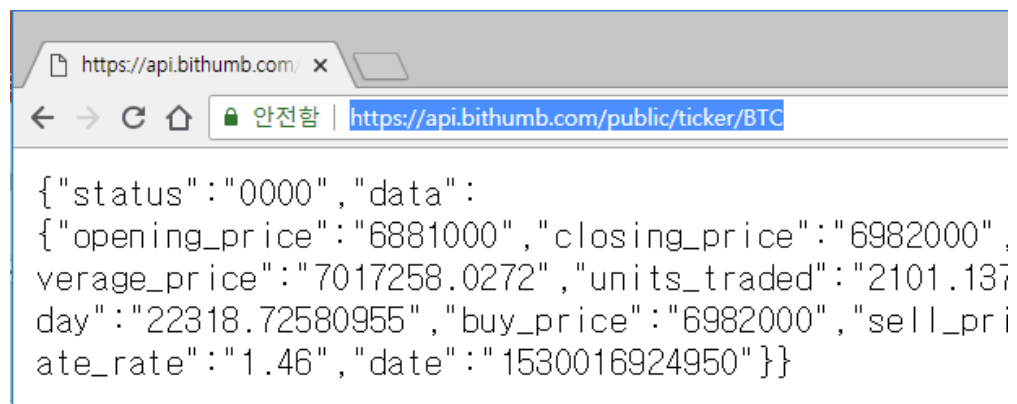 https://api.bithumb.com/
안전함 | https://api.bithumb.com/public/ticker/BTC
{"status":"0000","data":
{"opening_price":"6881000","closing_price":"6982000",
verage_price":"7017258.0272","units_traded":"2101.137
day":"22318.72580955","buy_price":"6982000","sell_pri
ate_rate":"1.46", "date":"1530016924950"}}